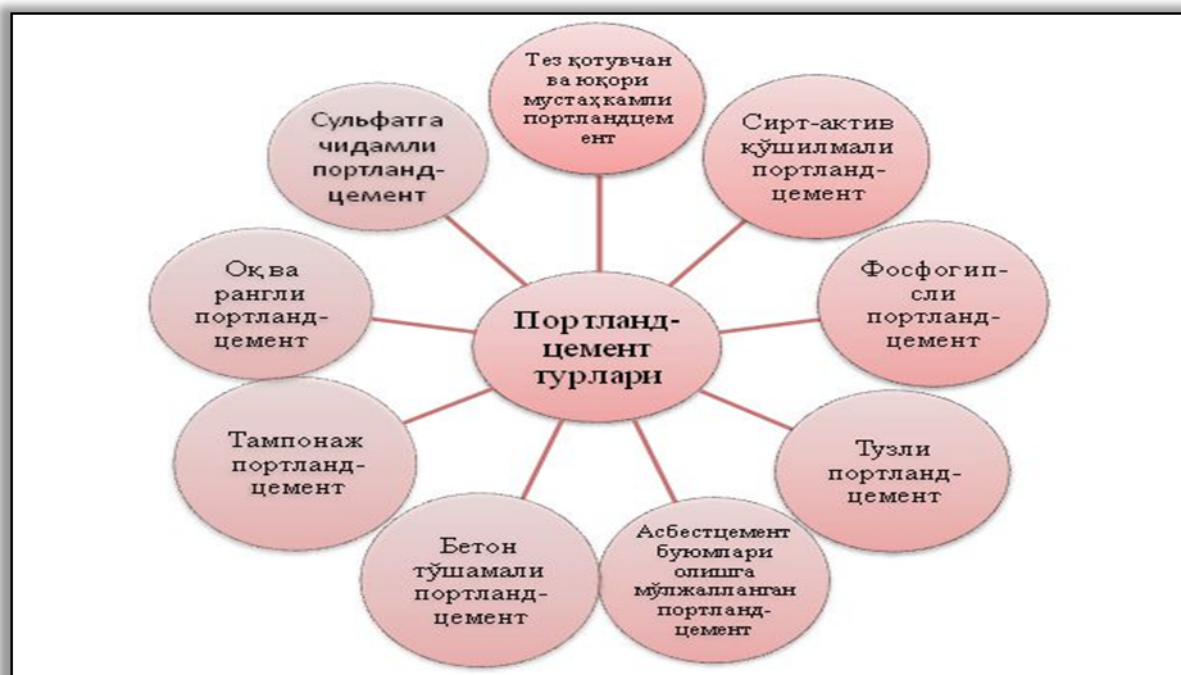 Тез қотувчан
ва юқори
мустаҳкамли
портландцем
ент
Сирт-актив
қўшилмали
портланд-
цемент
Фосфогип-
сли
портланд-
цемент
Тузли
портланд-
цемент
Асбестцемент
буюмлари
олишга
мўлжалланган
портланд-
цемент
Бетон
тўшамали
портланд-
цемент
Тампонаж
портланд-
цемент
Оқ ва
рангли
портланд-
цемент
Сульфатга
чидамли
портланд-
цемент
Портланд-
цемент
турлари